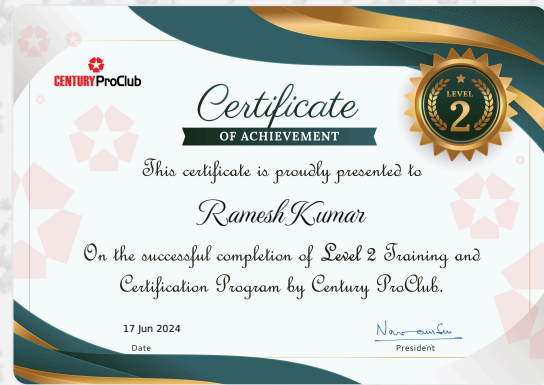 CENTURY ProClub
Certificate
OF ACHIEVEMENT
LEVEL
2
This certificate is proudly presented to
Ramesh Kumar
On the successful completion of Level 2 Training and
Certification Program by Century ProClub.
17 Jun 2024
Date
President